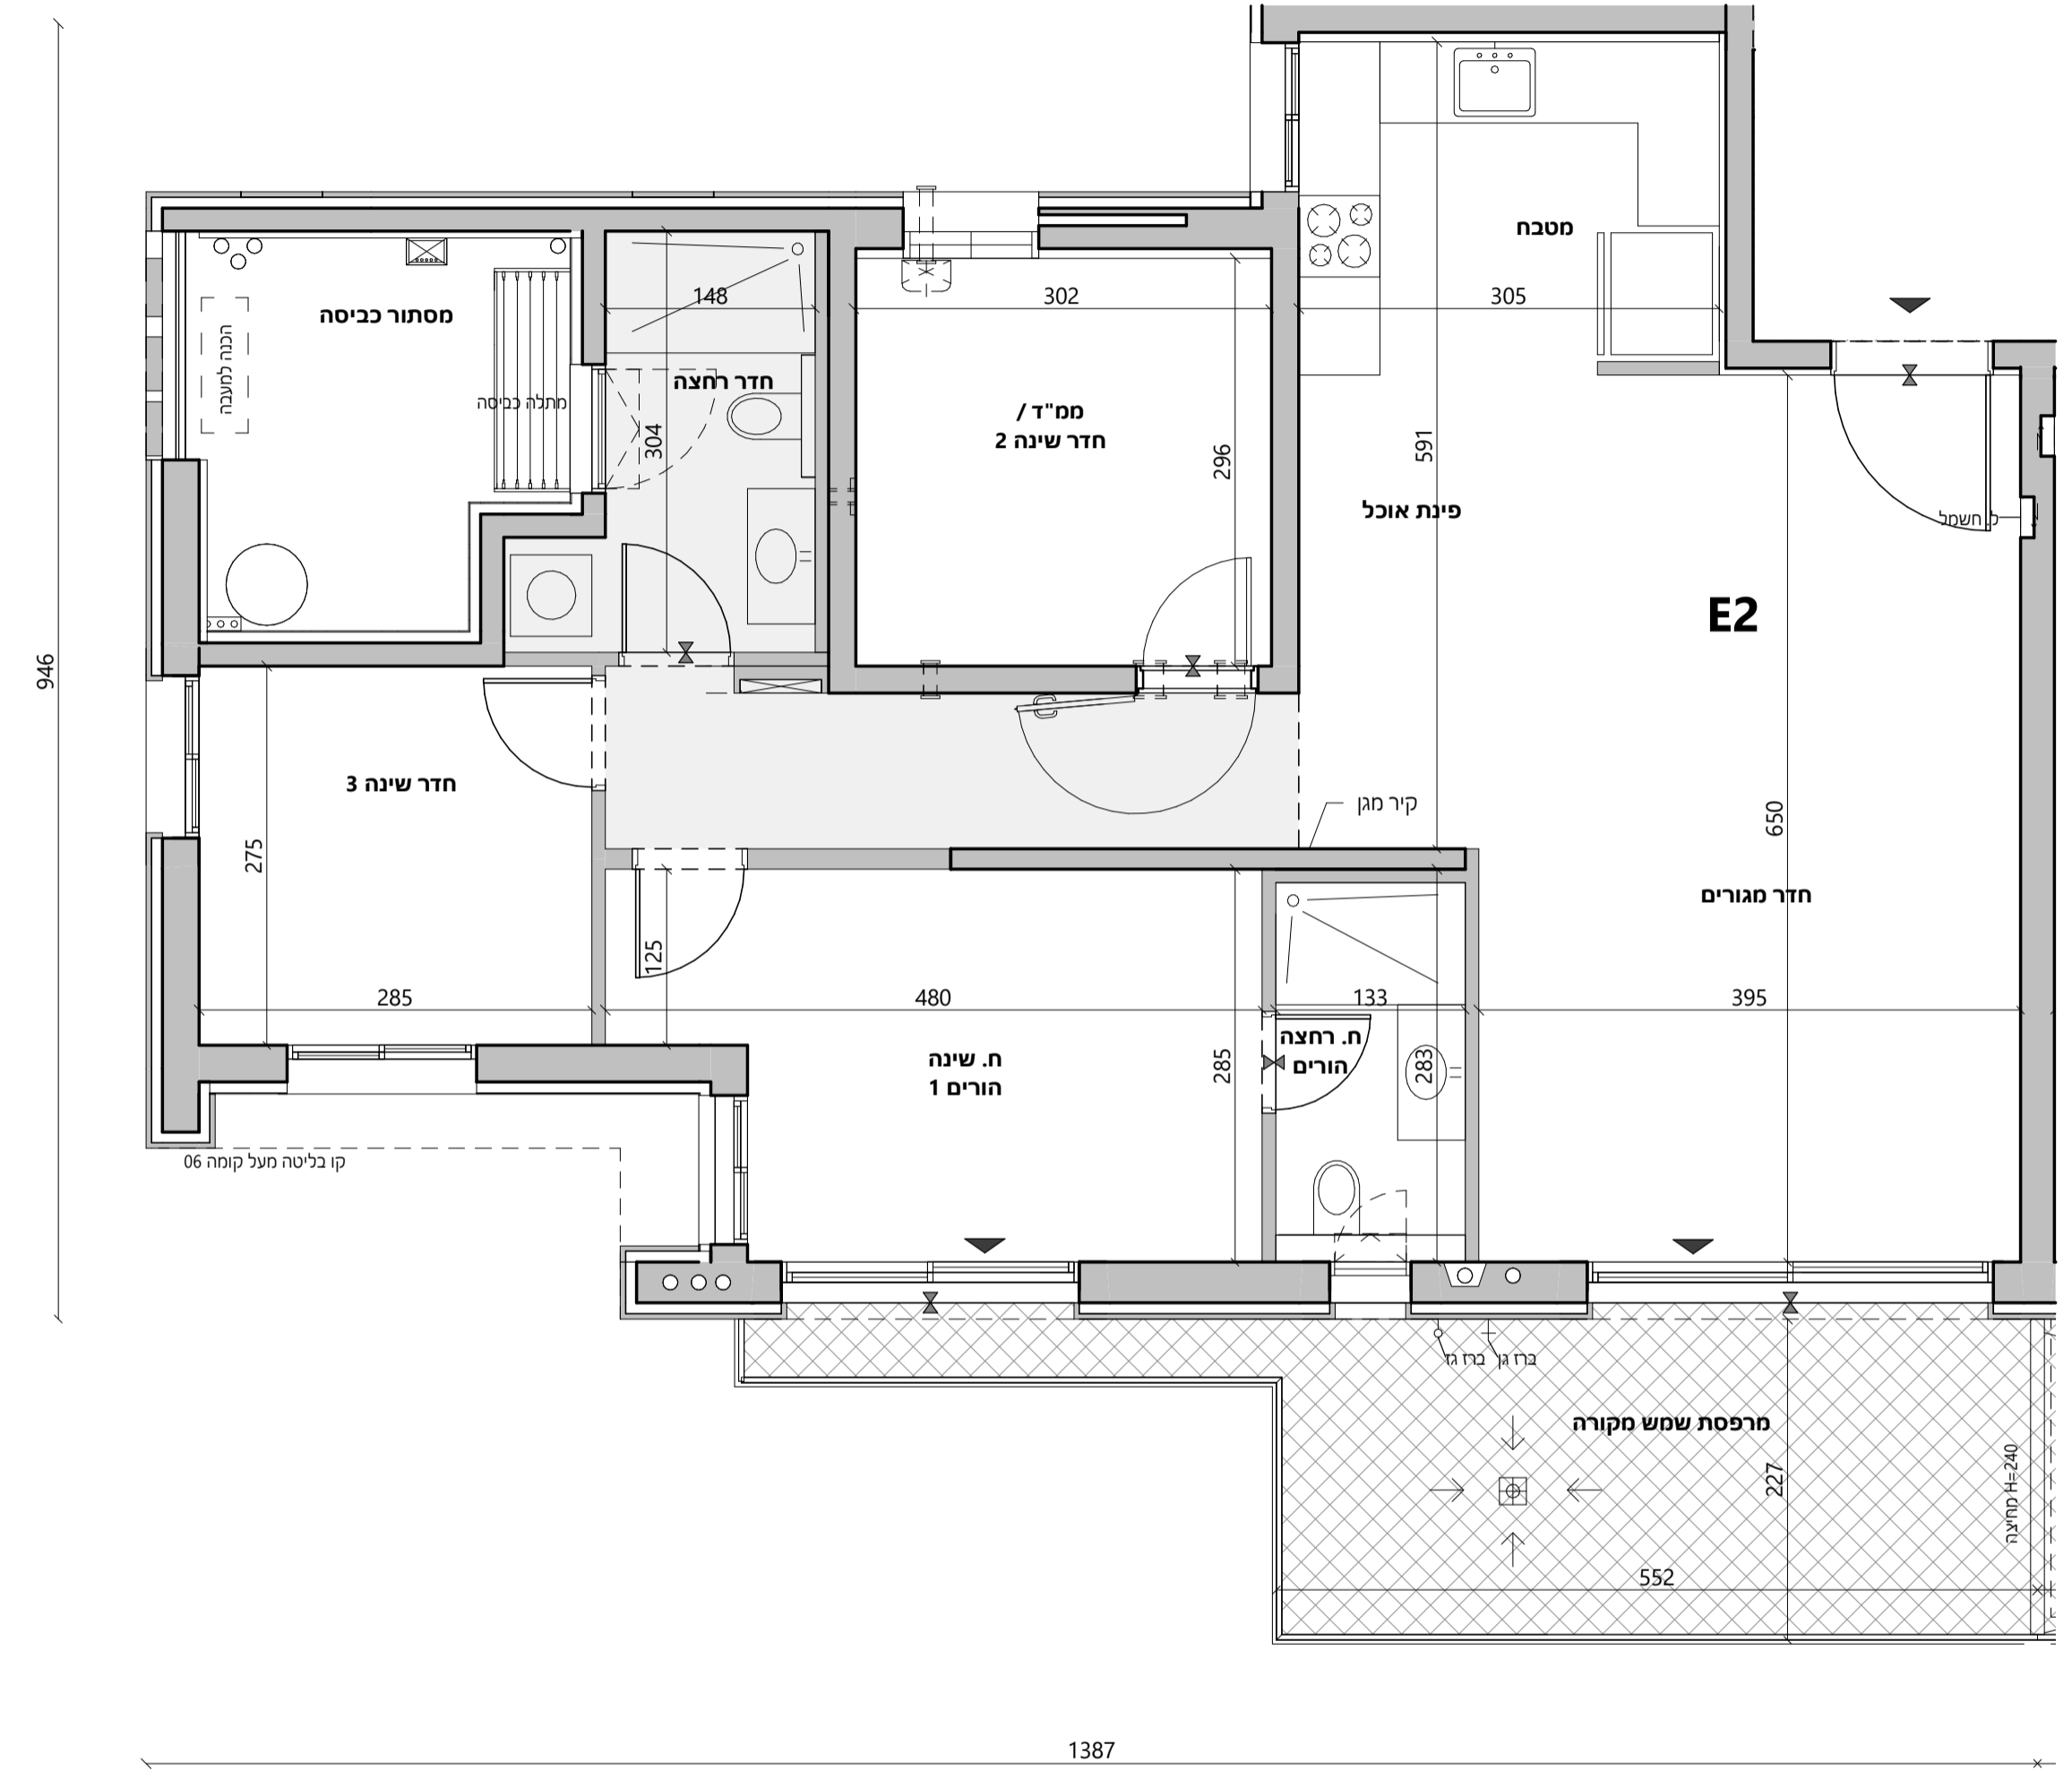 מטבח
305
302
148
מסתור כביסה
הכנה למעבה
מתלה כביסה
חדר רחצה
304
ממ"ד /
חדר שינה 2
296
591
פינת אוכל
ל. חשמל
E2
946
חדר שינה 3
275
קיר מגן
650
חדר מגורים
125
285
480
133
395
ח. שינה
הורים 1
285
ח. רחצה
הורים
283
קו בליטה מעל קומה 06
ברז גז
ברז גן
מרפסת שמש מקורה
227
מחיצה H=240
552
1387